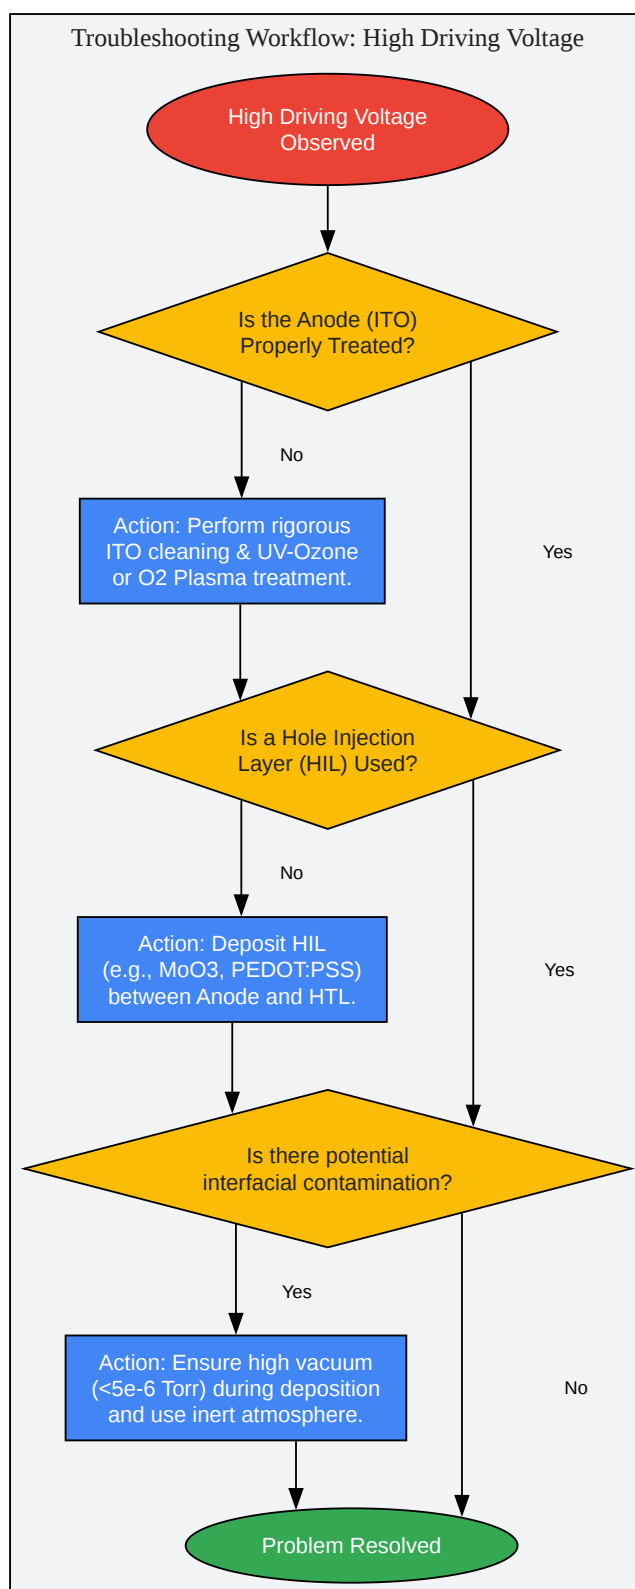 Troubleshooting Workflow: High Driving Voltage
High Driving Voltage
Observed
Is the Anode (ITO)
Properly Treated?
No
Action: Perform rigorous
ITO cleaning & UV-Ozone
or O2 Plasma treatment.
Yes
Is a Hole Injection
Layer (HIL) Used?
No
Action: Deposit HIL
(e.g., MoO3, PEDOT:PSS)
between Anode and HTL.
Yes
Is there potential
interfacial contamination?
Yes
Action: Ensure high vacuum
(<5e-6 Torr) during deposition
and use inert atmosphere.
No
Problem Resolved